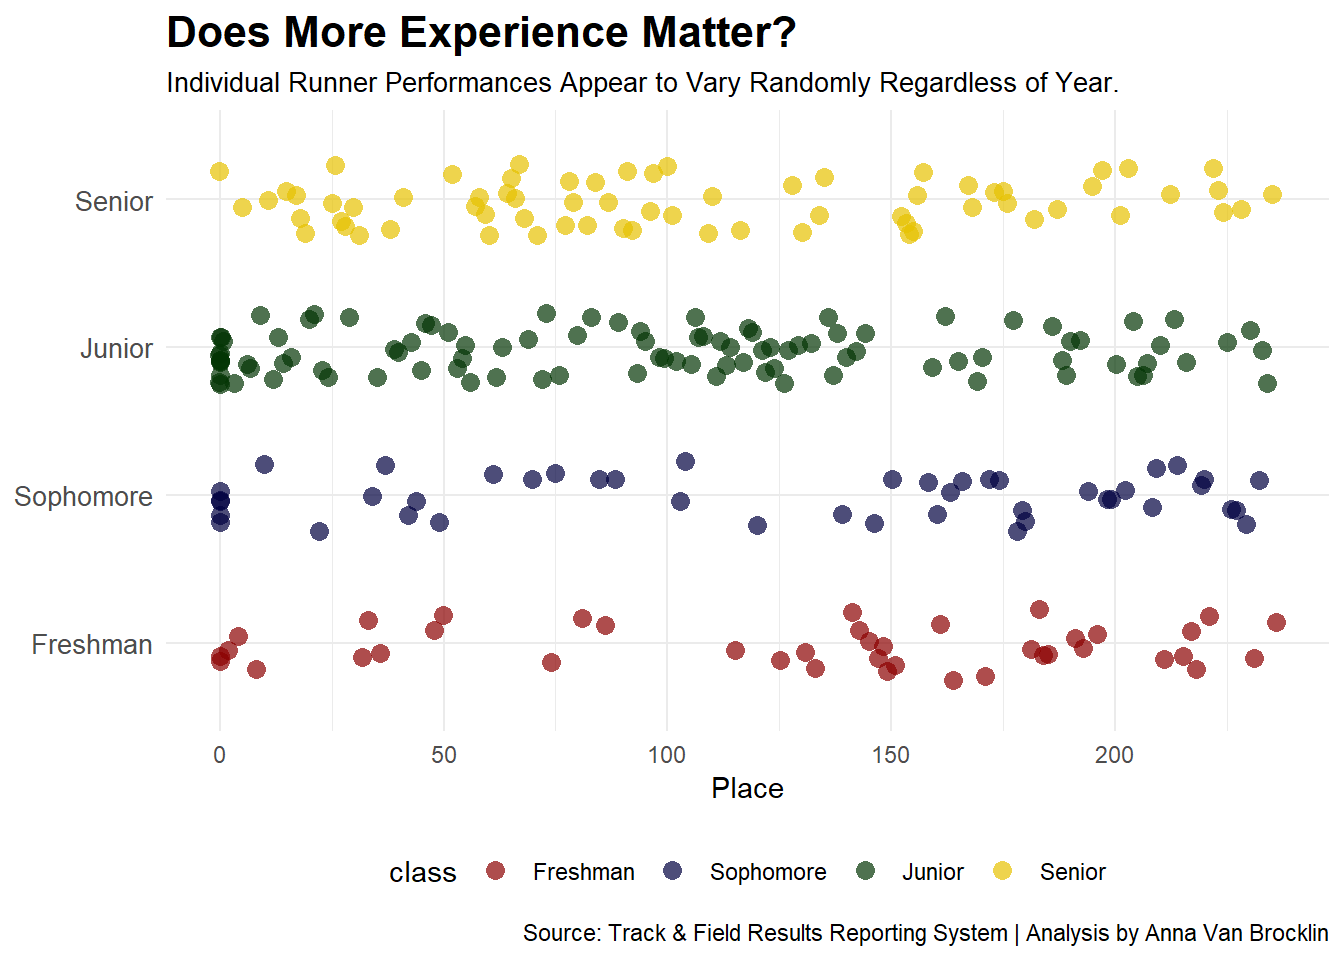 Does More Experience Matter?
Individual Runner Performances Appear to Vary Randomly Regardless of Year.
Senior
Junior
Sophomore
Freshman
0 50 100 150 200
Place
class Freshman Sophomore Junior Senior
Source: Track & Field Results Reporting System | Analysis by Anna Van Brocklin